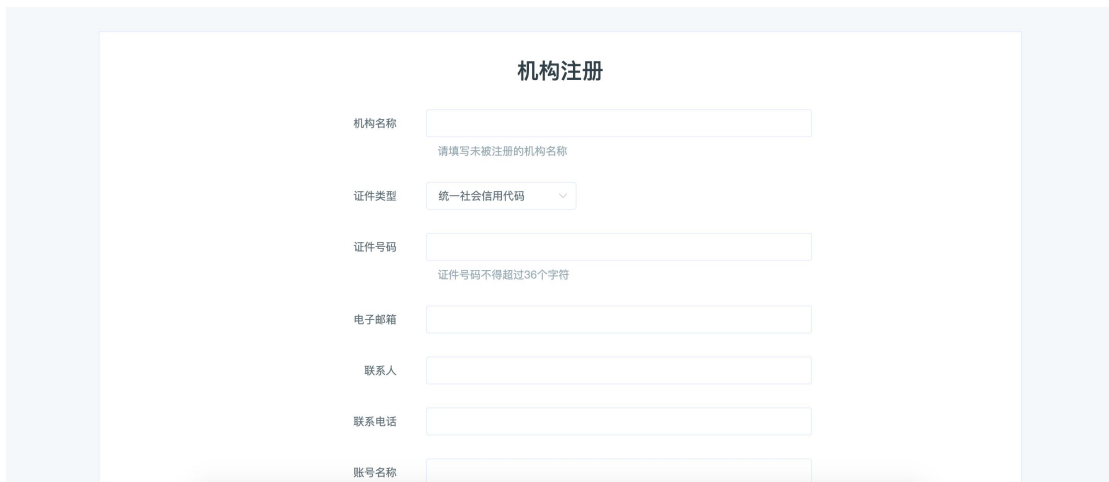 机构注册
机构名称
请填写未被注册的机构名称
证件类型 统一社会信用代码
证件号码
证件号码不得超过36个字符
电子邮箱
联系人
联系电话
账号名称